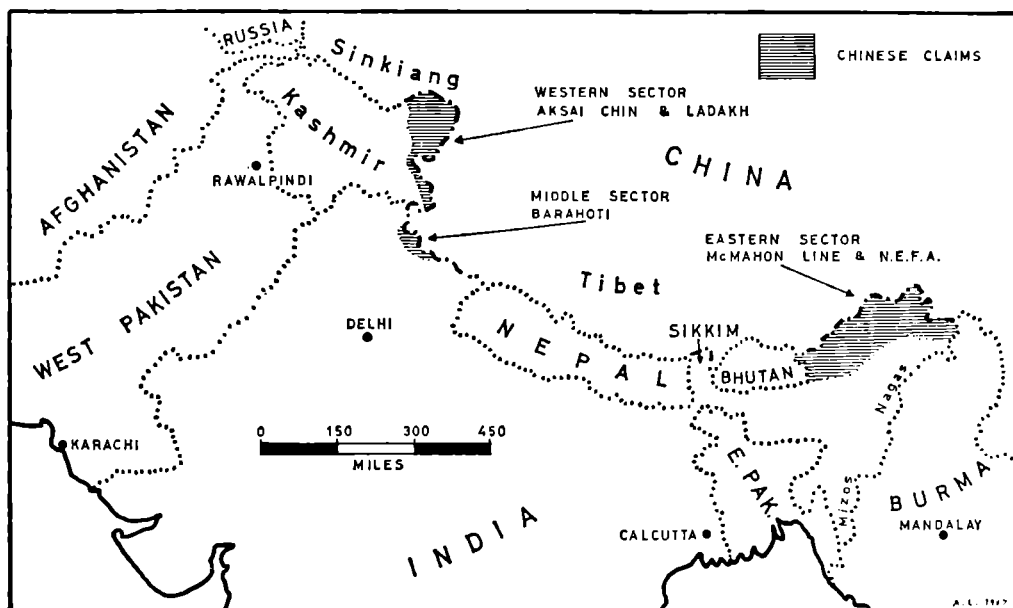 RUSSIA
Sinkiang
CHINESE CLAIMS
WESTERN SECTOR
AKSAI CHIN & LADAKH
Kashmir
AFGHANISTAN
RAWALPINDI
CHINA
MIDDLE SECTOR
BARAHOTI
EASTERN SECTOR
McMAHON LINE & N.E.F.A.
WEST PAKISTAN
Tibet
DELHI
NEPAL
SIKKIM
BHUTAN
Nagas
KARACHI
0 150 300 450
MILES
E. PAK.
Mizos
BURMA
MANDALAY
CALCUTTA
INDIA